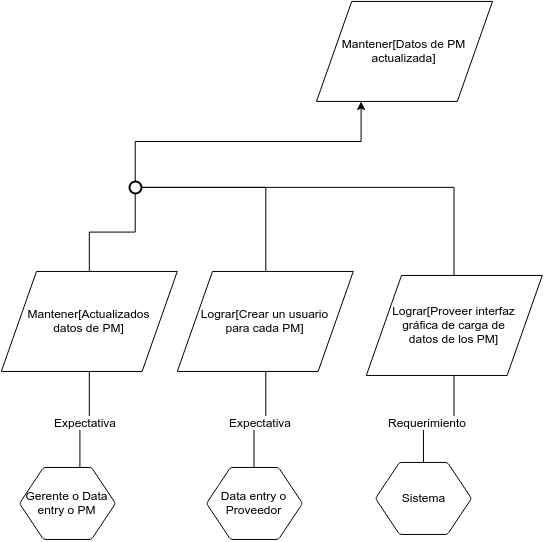 Mantener[Datos de PM
actualizada]
Mantener[Actualizados
datos de PM]
Lograr[Crear un usuario
para cada PM]
Lograr[Proveer interfaz
gráfica de carga de
datos de los PM]
Expectativa
Expectativa
Requerimiento
Gerente o Data
entry o PM
Data entry o
Proveedor
Sistema